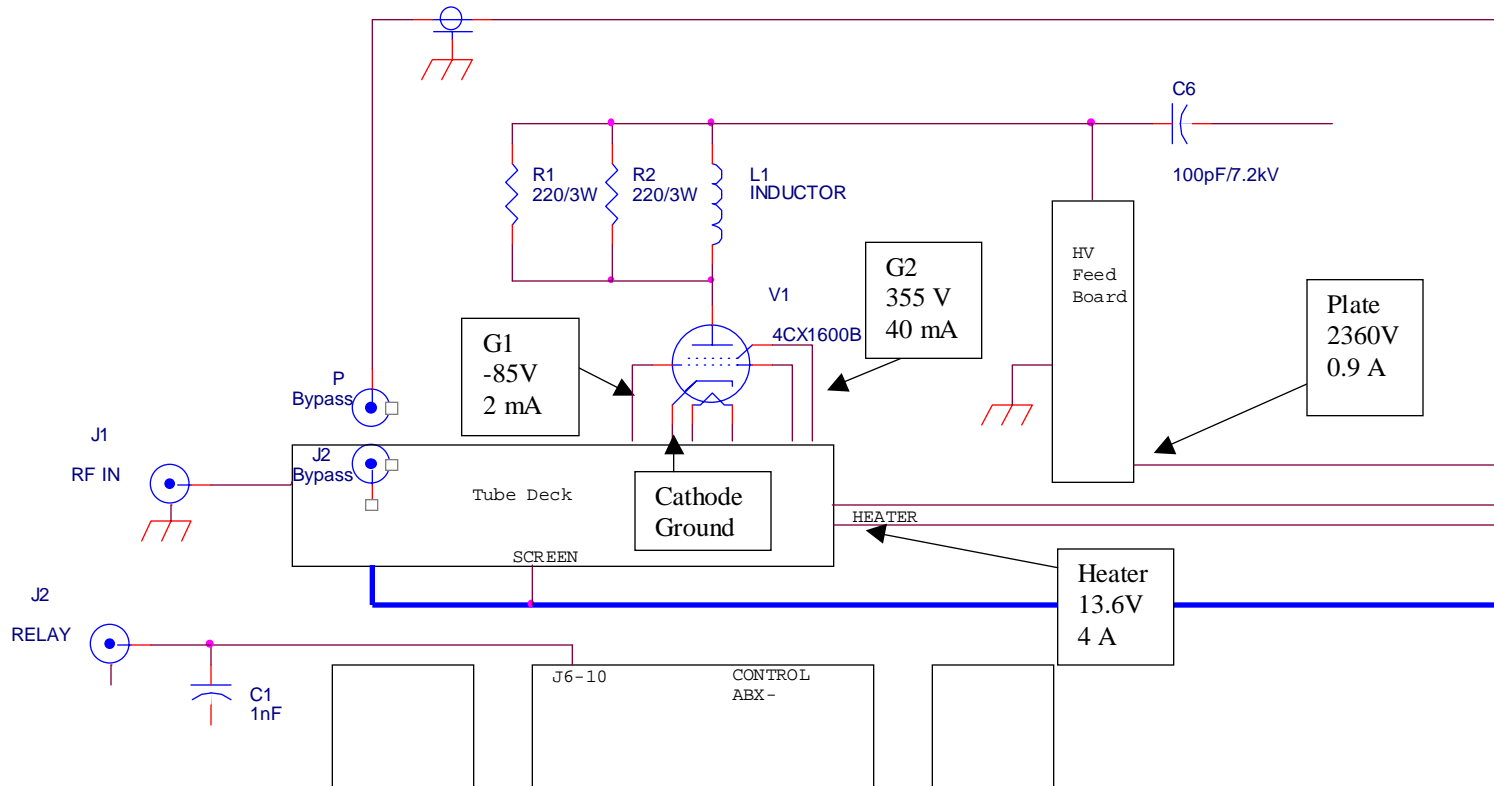 C6
100pF/7.2kV
R1
220/3W
R2
220/3W
L1
INDUCTOR
HV
Feed
Board
G2
355 V
40 mA
V1
4CX1600B
Plate
2360V
0.9 A
G1
-85V
2 mA
P
Bypass
J1
RF IN
J2
Bypass
Tube Deck
Cathode
Ground
HEATER
SCREEN
Heater
13.6V
4 A
J2
RELAY
C1
1nF
J6-10
CONTROL
ABX-